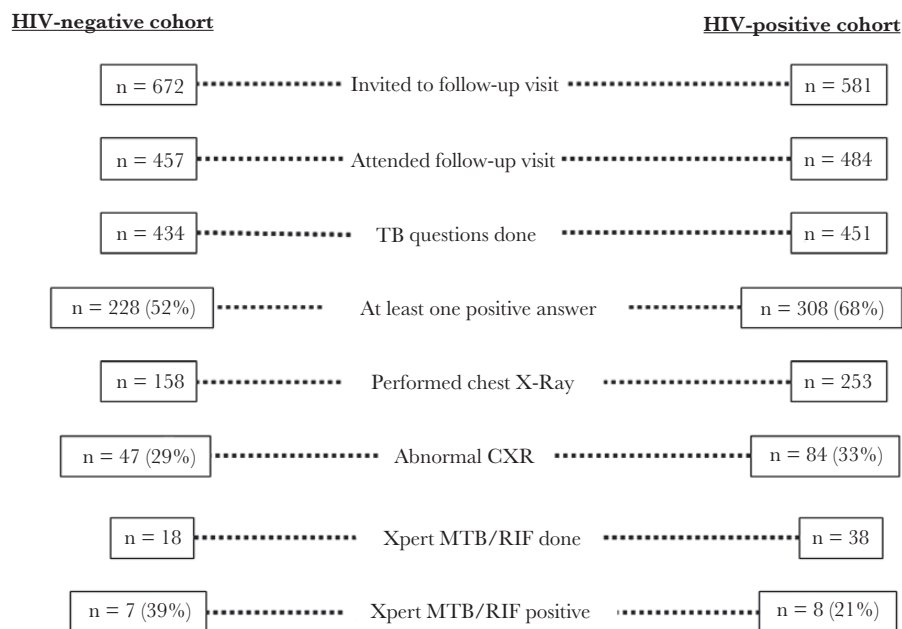 HIV-negative cohort HIV-positive cohort
n = 672 Invited to follow-up visit n = 581
n = 457 Attended follow-up visit n = 484
n = 434 TB questions done n = 451
n = 228 (52%) At least one positive answer n = 308 (68%)
n = 158 Performed chest X-Ray n = 253
n = 47 (29%) Abnormal CXR n = 84 (33%)
n = 18 Xpert MTB/RIF done n = 38
n = 7 (39%) Xpert MTB/RIF positive n = 8 (21%)